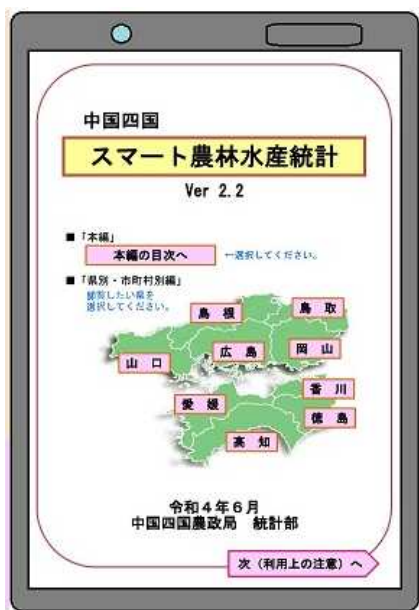 中国四国
スマート農林水産統計
Ver 2.2
■「本編」
本編の目次へ ←選択してください。
■「県別・市町村別編」
御覧したい県を
選択してください。
島根
鳥取
山口
広島
岡山
愛媛
香川
徳島
高知
令和4年6月
中国四国農政局 統計部
次(利用上の注意)へ